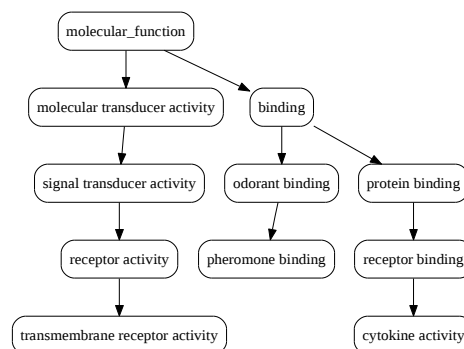 molecular_function
molecular transducer activity
binding
signal transducer activity
odorant binding
protein binding
receptor activity
pheromone binding
receptor binding
transmembrane receptor activity
cytokine activity